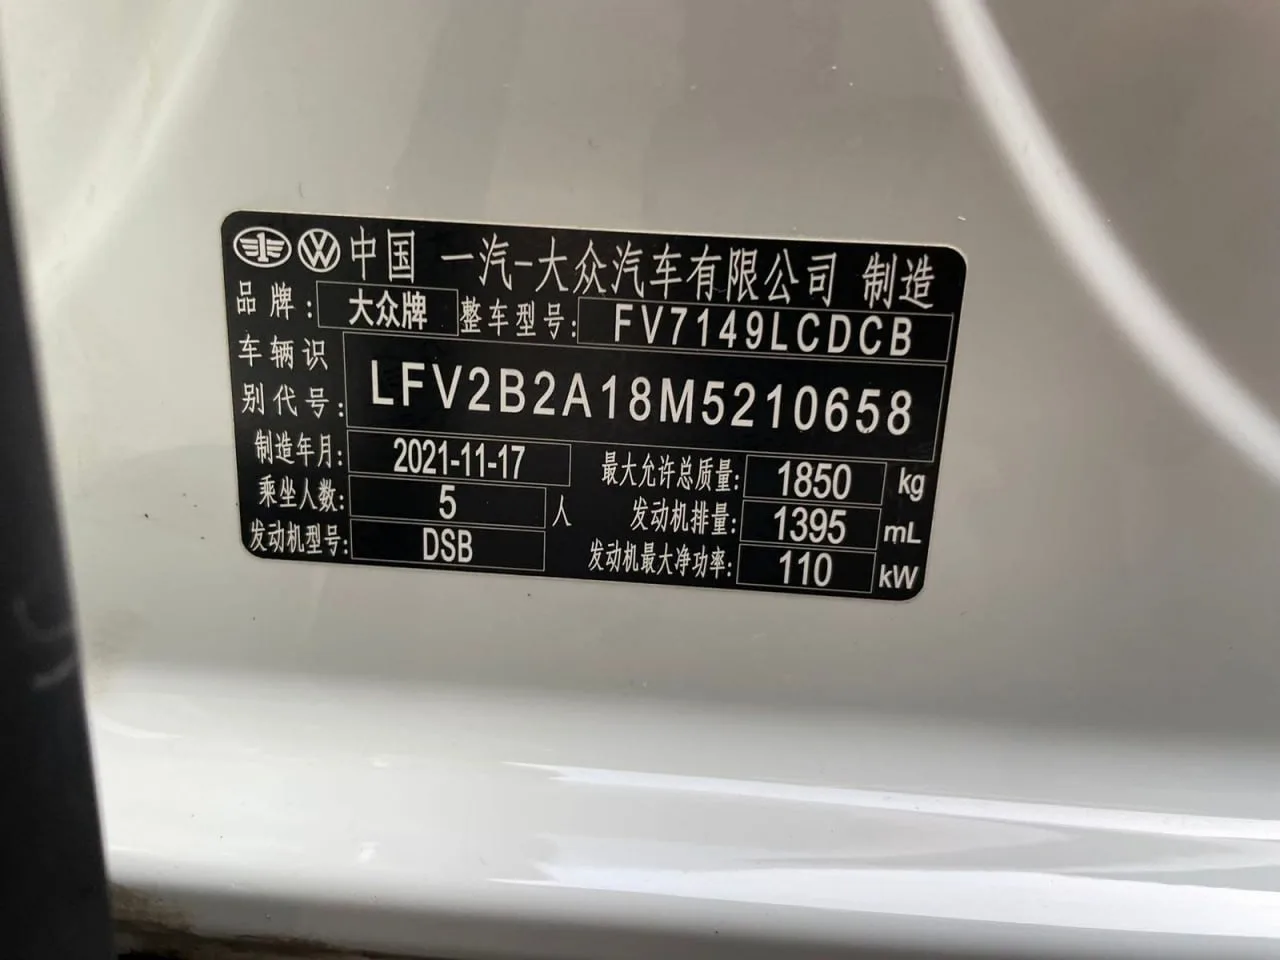 中国 一汽-大众汽车有限公司 制造
品牌: 大众牌 整车型号: FV7149LCDCB
车辆识别代号: LFV2B2A18M5210658
制造年月: 2021-11-17 最大允许总质量: 1850 kg
乘坐人数: 5 人 发动机排量: 1395 mL
发动机型号: DSB 发动机最大净功率: 110 kW